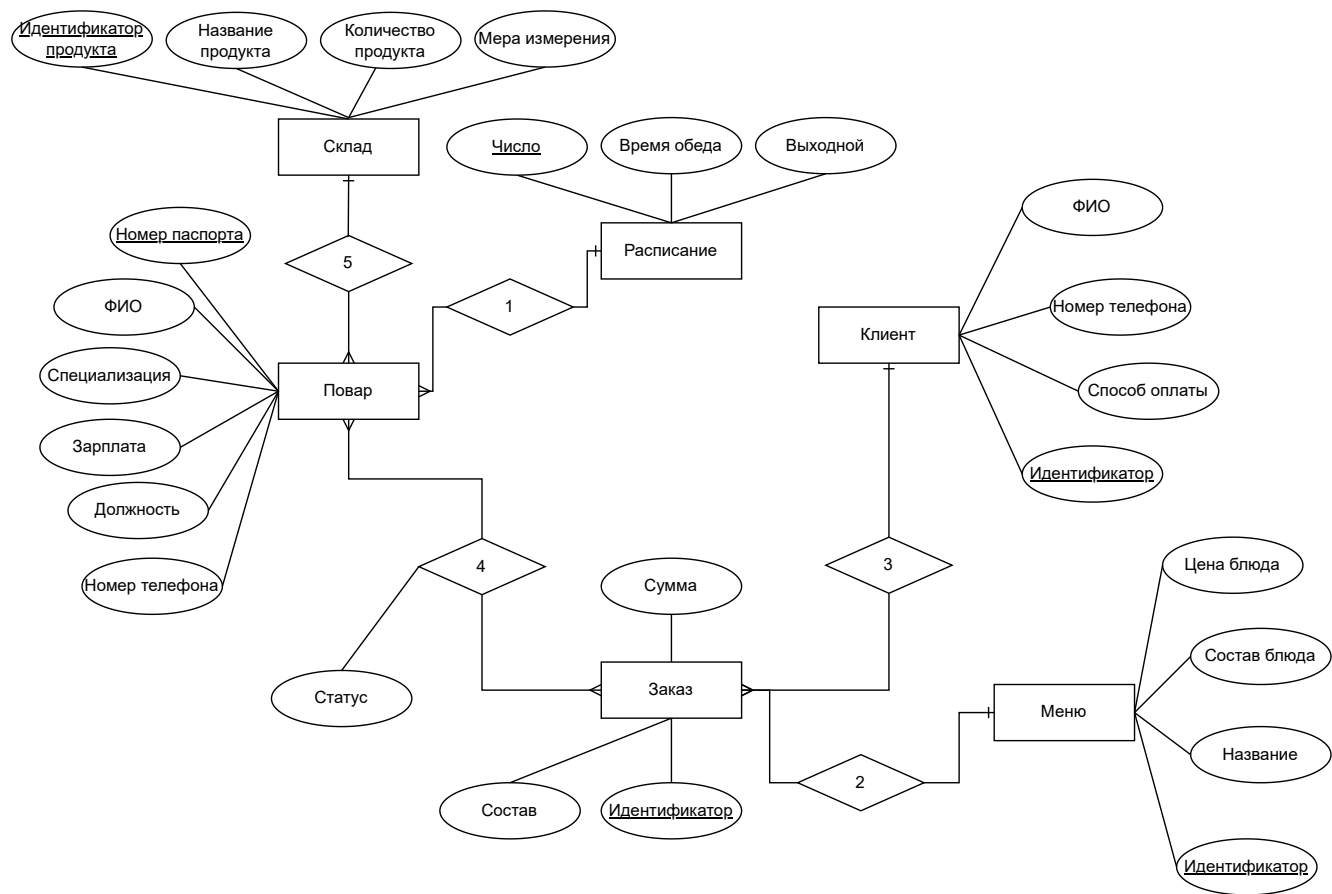 Идентификатор
продукта
Название
продукта
Количество
продукта
Мера измерения
Склад
Число
Время обеда
Выходной
Номер паспорта
5
Расписание
ФИО
ФИО
1
Номер телефона
Клиент
Специализация
Повар
Способ оплаты
Зарплата
Идентификатор
Должность
Номер телефона
4
Сумма
3
Цена блюда
Состав блюда
Статус
Заказ
Меню
Название
2
Состав
Идентификатор
Идентификатор